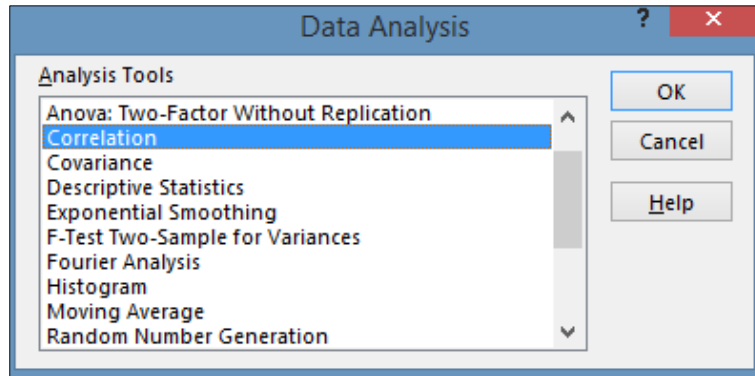 Data Analysis
?
Analysis Tools
Anova: Two-Factor Without Replication
Correlation
Covariance
Descriptive Statistics
Exponential Smoothing
F-Test Two-Sample for Variances
Fourier Analysis
Histogram
Moving Average
Random Number Generation
OK
Cancel
Help